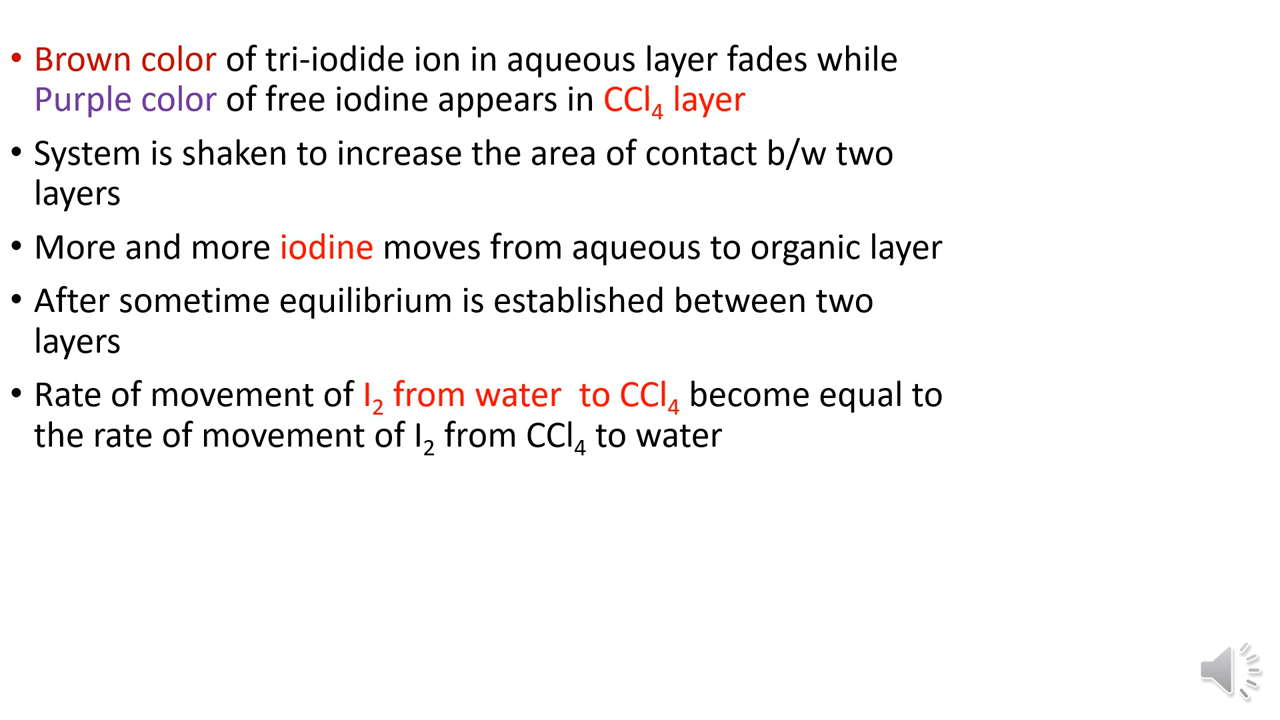 • Brown color of tri-iodide ion in aqueous layer fades while
Purple color of free iodine appears in CCl₄ layer
• System is shaken to increase the area of contact b/w two
layers
• More and more iodine moves from aqueous to organic layer
• After sometime equilibrium is established between two
layers
• Rate of movement of I₂ from water  to CCl₄ become equal to
the rate of movement of I₂ from CCl₄ to water